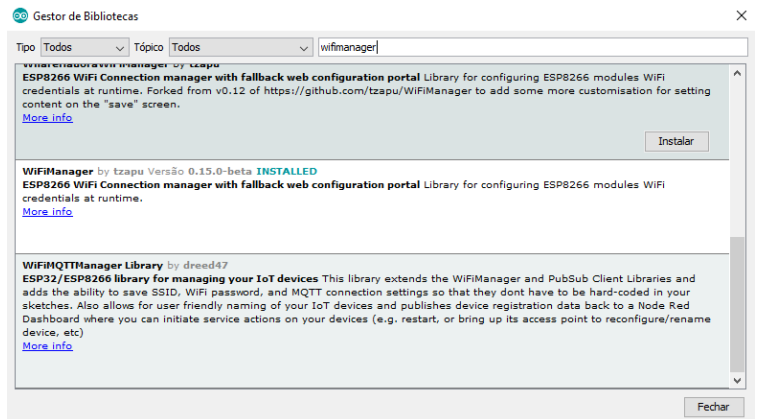 Gestor de Bibliotecas
Tipo Todos Tópico Todos wifimanager
WhareHauoraWiFiManager by tzapu
ESP8266 WiFi Connection manager with fallback web configuration portal Library for configuring ESP8266 modules WiFi
credentials at runtime. Forked from v0.12 of https://github.com/tzapu/WiFiManager to add some more customisation for setting
content on the "save" screen.
More info
Instalar
WiFiManager by tzapu Versão 0.15.0-beta INSTALLED
ESP8266 WiFi Connection manager with fallback web configuration portal Library for configuring ESP8266 modules WiFi
credentials at runtime.
More info
WiFiMQTTManager Library by dreed47
ESP32/ESP8266 library for managing your IoT devices This library extends the WiFiManager and PubSub Client Libraries and
adds the ability to save SSID, WiFi password, and MQTT connection settings so that they dont have to be hard-coded in your
sketches. Also allows for user friendly naming of your IoT devices and publishes device registration data back to a Node Red
Dashboard where you can initiate service actions on your devices (e.g. restart, or bring up its access point to reconfigure/rename
device, etc)
More info
Fechar